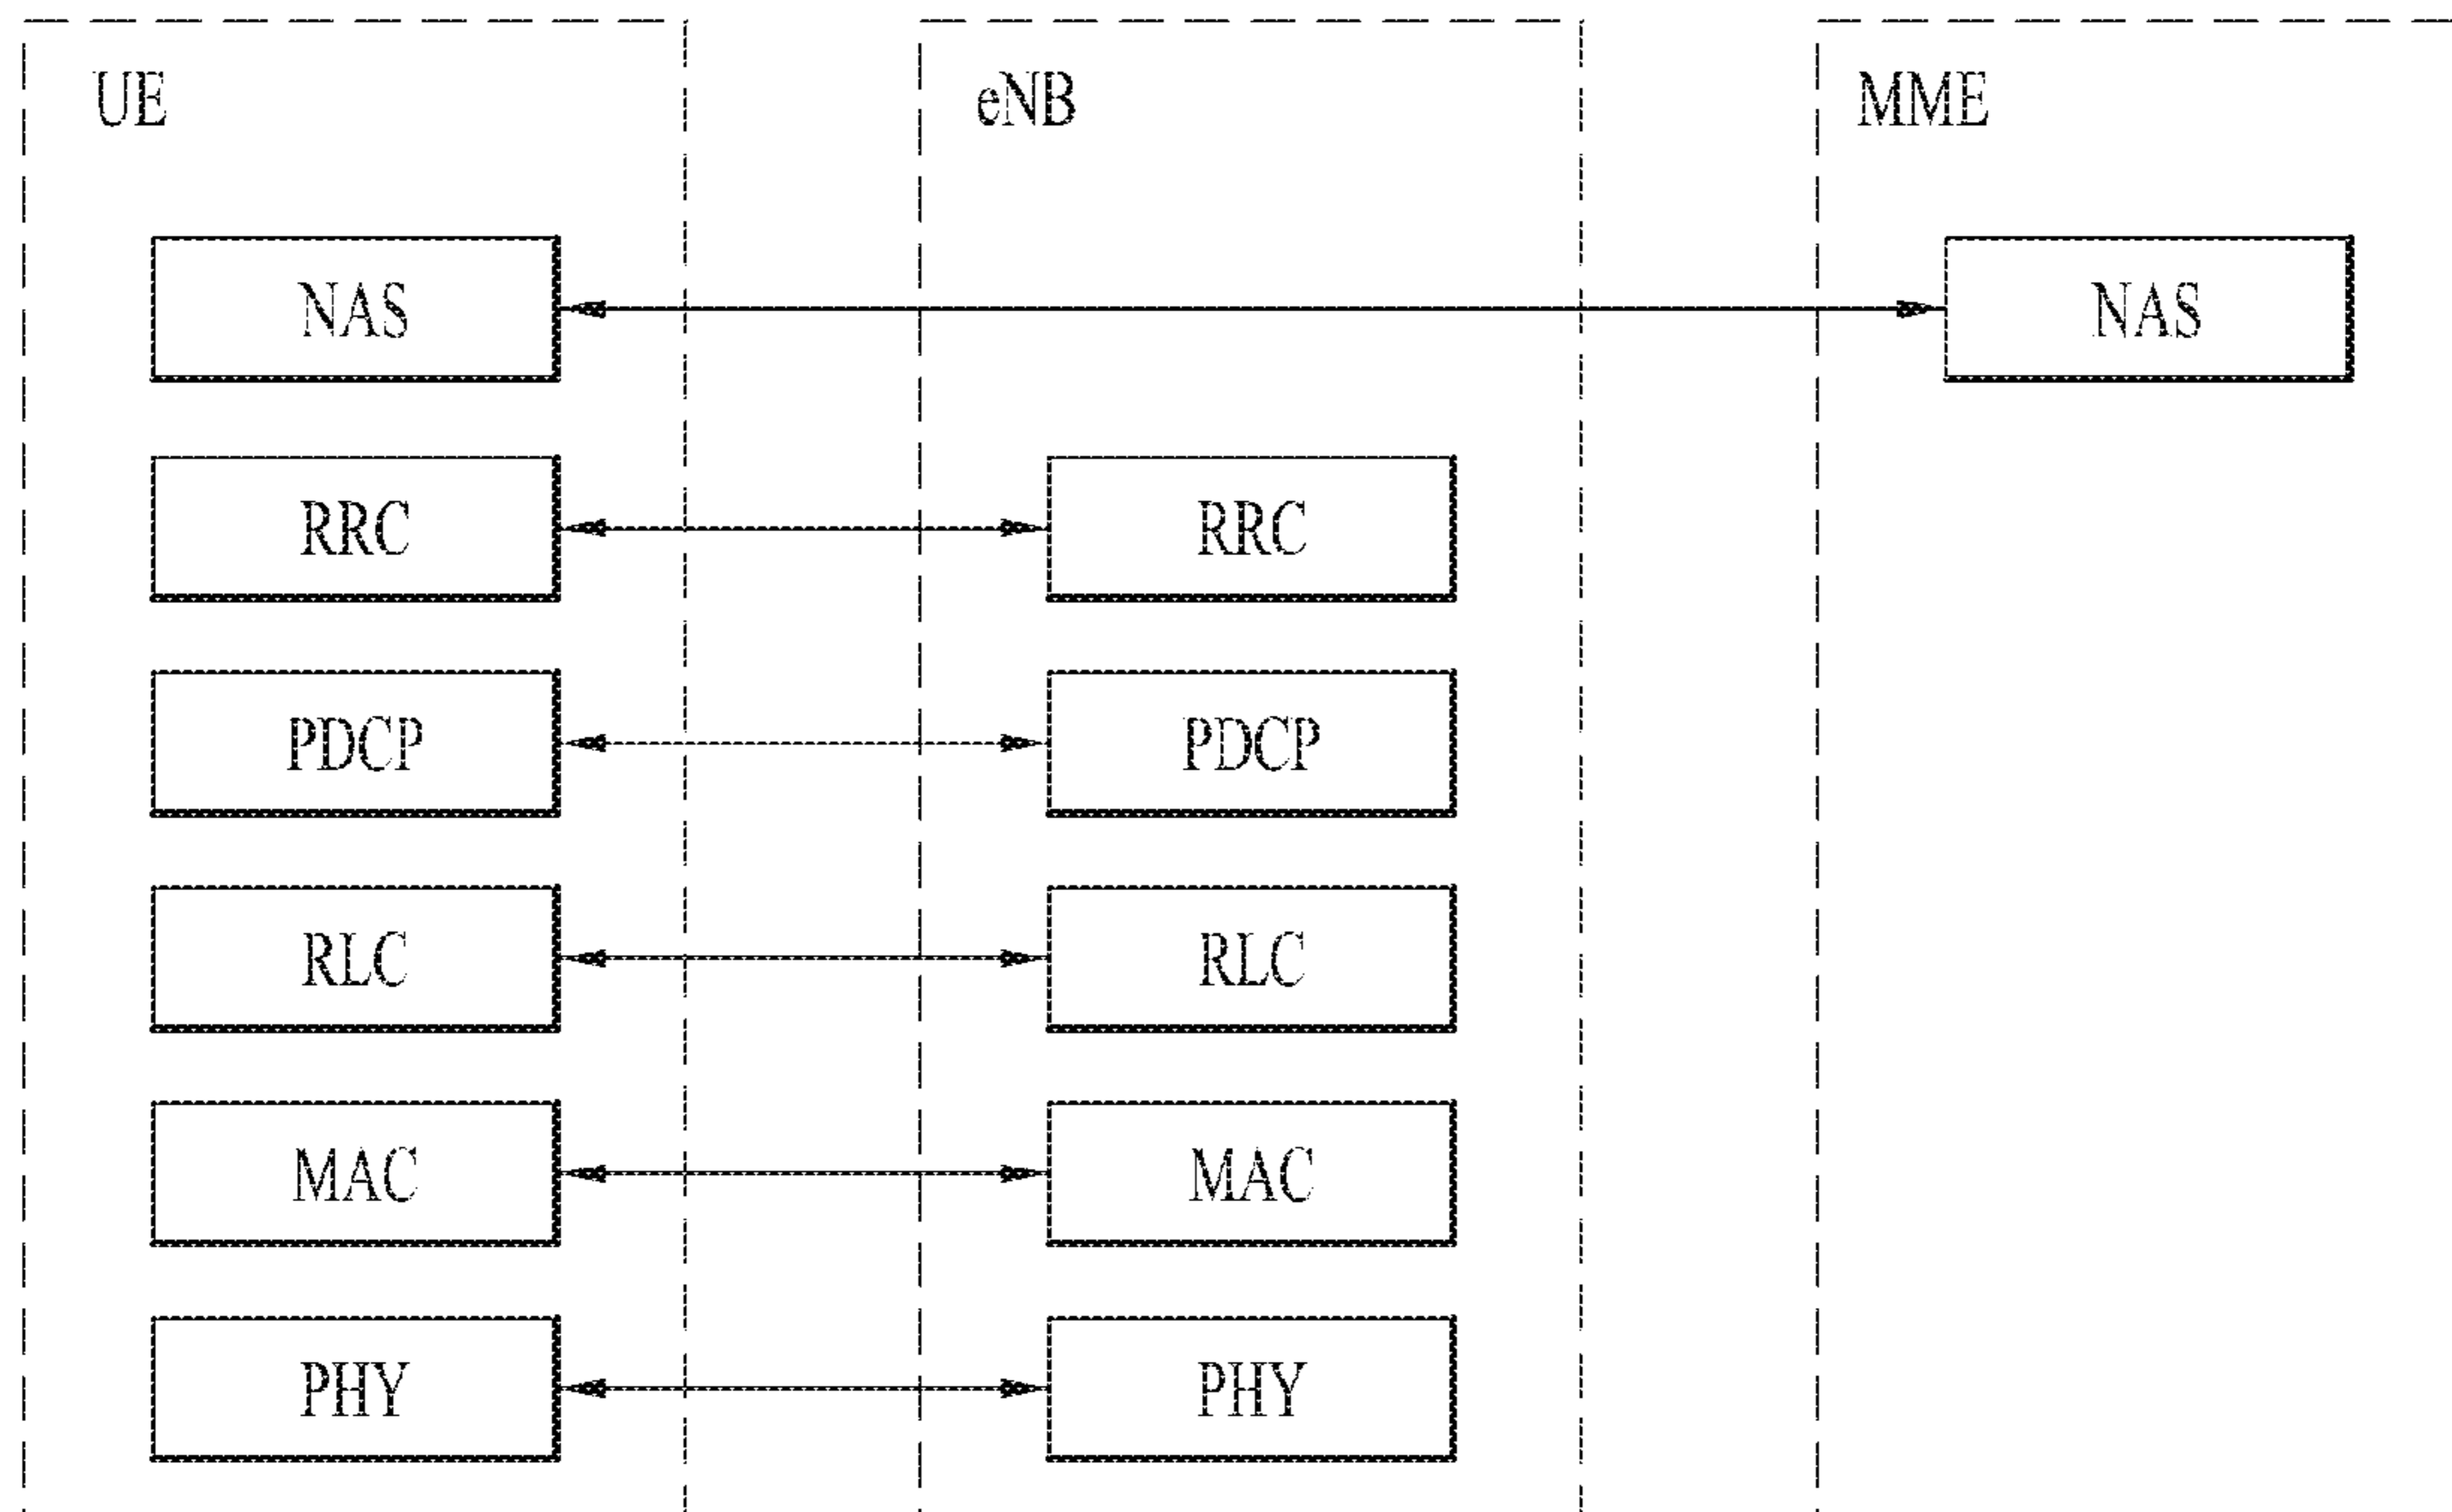 UE eNB MME
NAS NAS
RRC RRC
PDCP PDCP
RLC RLC
MAC MAC
PHY PHY